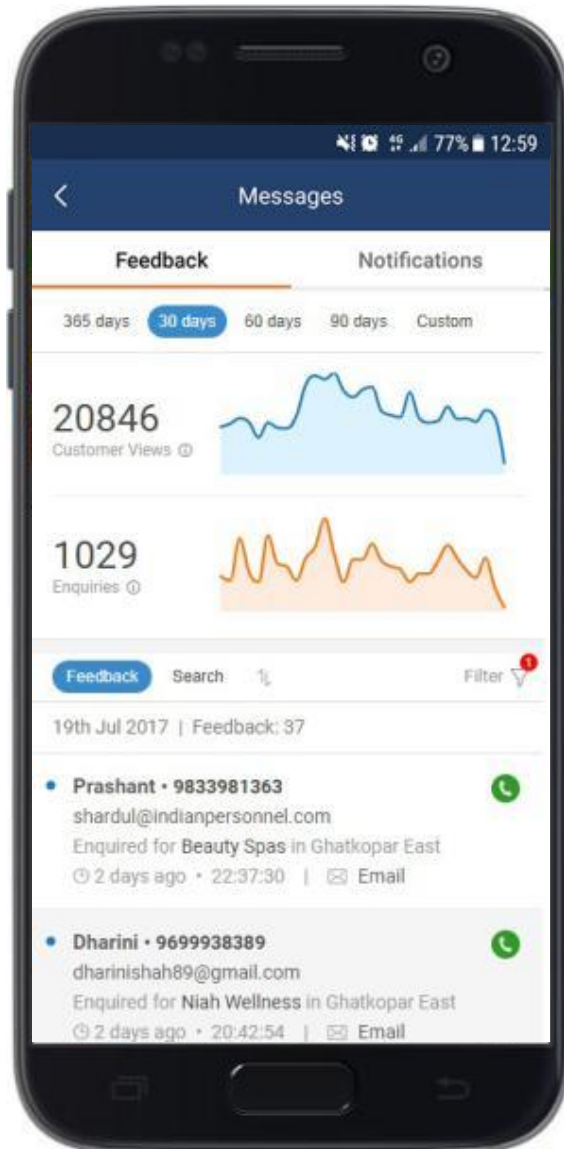 4G 77% 12:59
Messages
Feedback Notifications
365 days 30 days 60 days 90 days Custom
20846
Customer Views
1029
Enquiries
Feedback Search Filter 1
19th Jul 2017 | Feedback: 37
Prashant • 9833981363
shardul@indianpersonnel.com
Enquired for Beauty Spas in Ghatkopar East
2 days ago • 22:37:30 | Email
Dharini • 9699938389
dharinishah89@gmail.com
Enquired for Niah Wellness in Ghatkopar East
2 days ago • 20:42:54 | Email